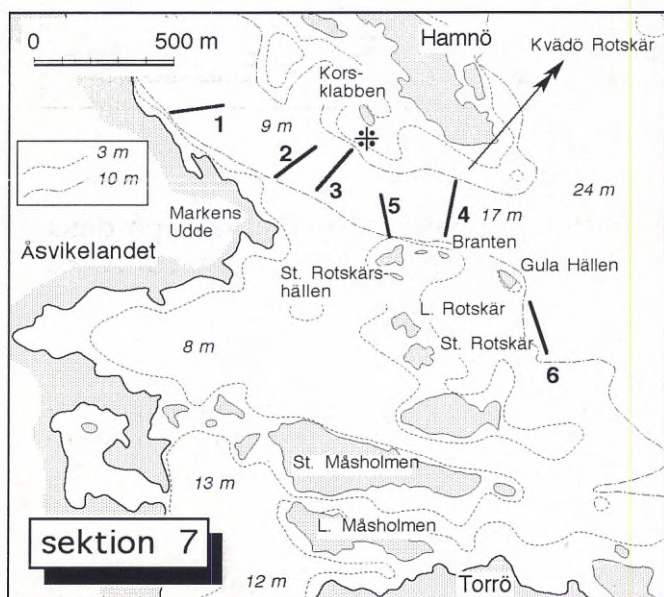 0 500 m
Hamnö
Kvädö Rotskär
Kors-
klabben
1
9 m
2
3 m
10 m
3
24 m
5
4
17 m
Markens
Udde
Branten
Åsvikelandet
St. Rotskärs-
hällen
Gula Hällen
L. Rotskär
8 m
St. Rotskär
6
St. Måsholmen
13 m
L. Måsholmen
sektion 7
12 m
Torrö